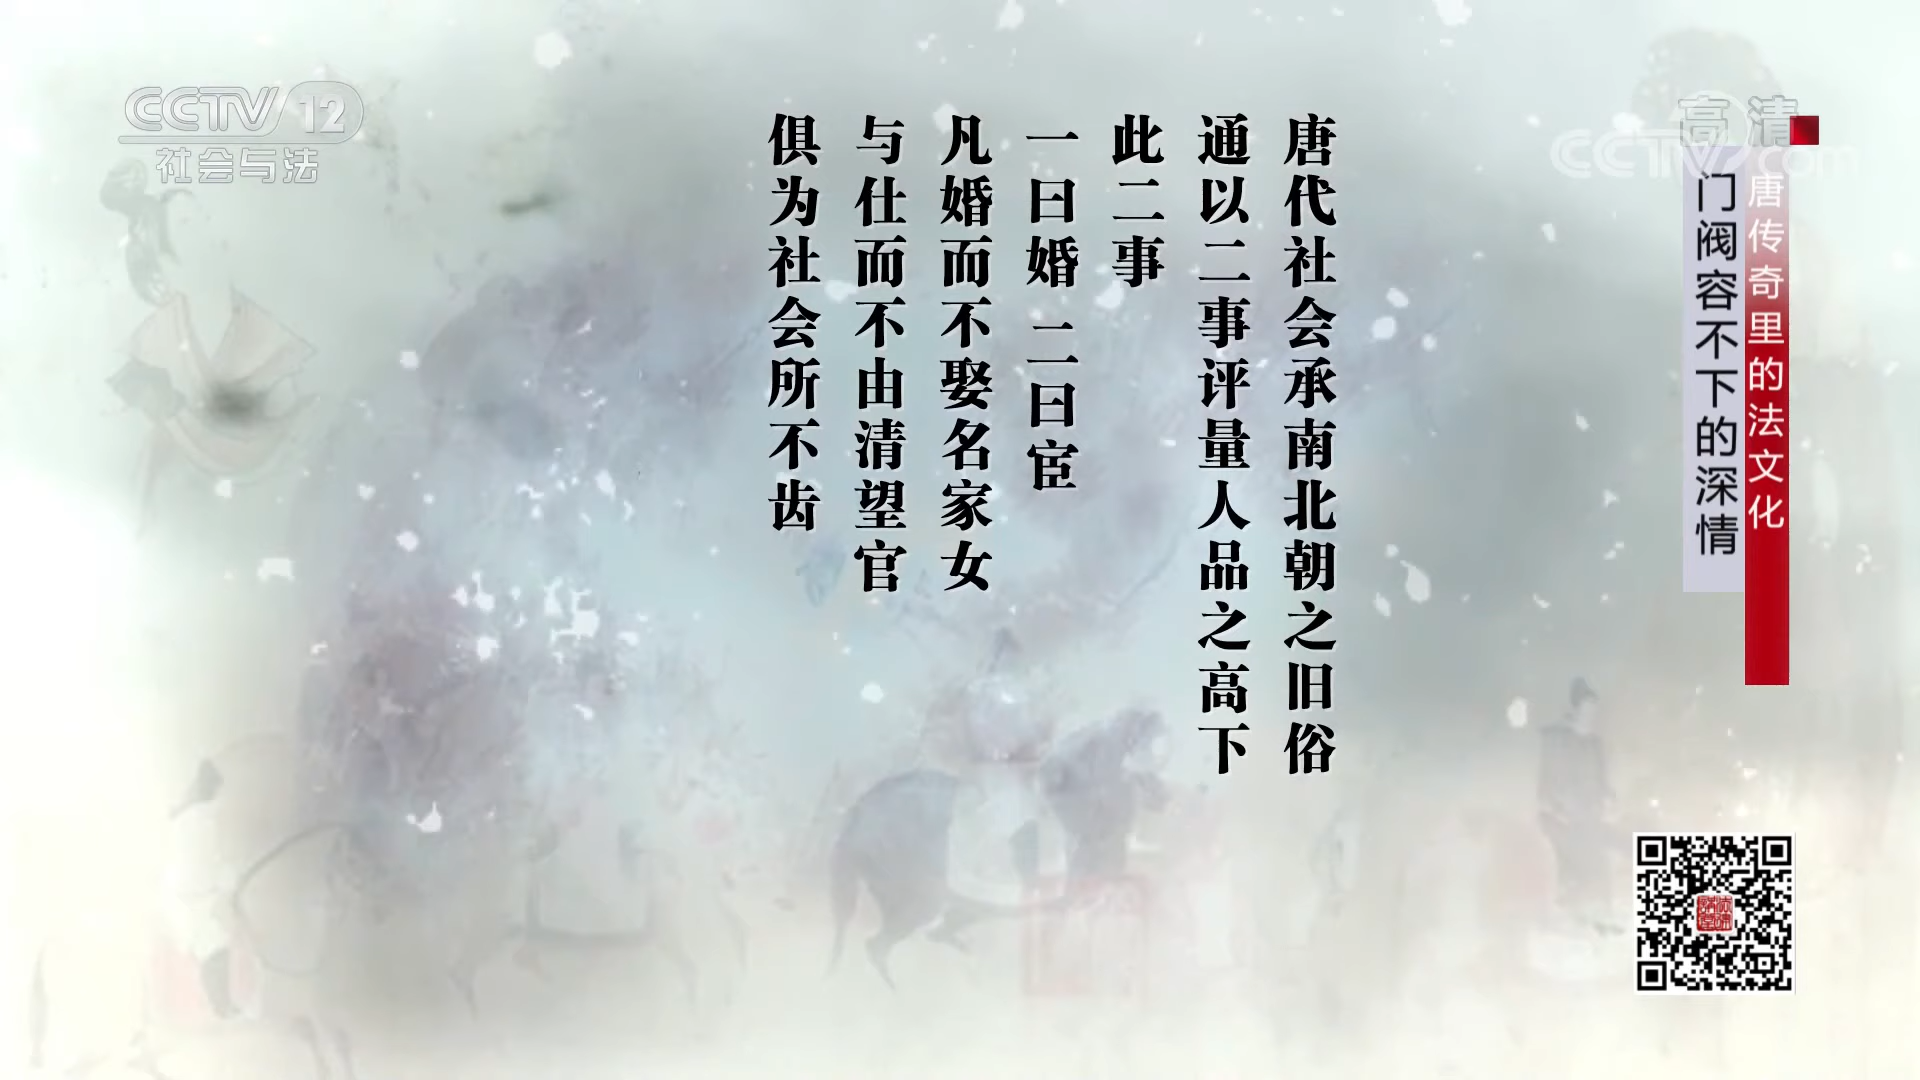 唐代社会承南北朝之旧俗
通以二事评量人品之高下
此二事
一曰婚 二曰宦
凡婚而不娶名家女
与仕而不由清望官
俱为社会所不齿
唐传奇里的法文化
门阀容不下的深情
CCTV 12
社会与法
高清
CCTV.com